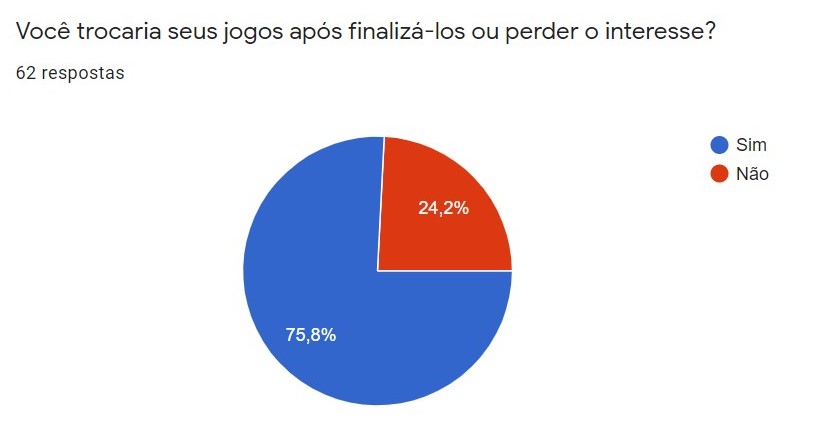 Você trocaria seus jogos após finalizá-los ou perder o interesse?
62 respostas
Sim
Não
24,2%
75,8%